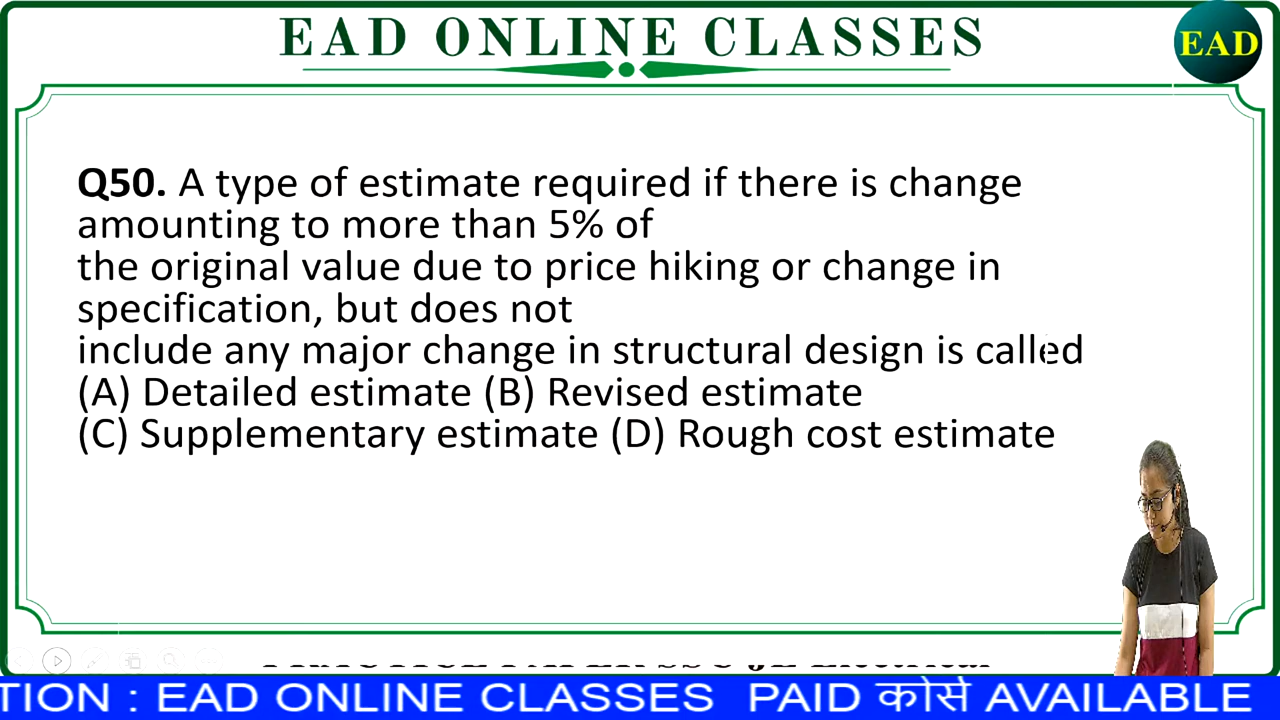 EAD ONLINE CLASSES
EAD
Q50. A type of estimate required if there is change
amounting to more than 5% of
the original value due to price hiking or change in
specification, but does not
include any major change in structural design is called
(A) Detailed estimate (B) Revised estimate
(C) Supplementary estimate (D) Rough cost estimate
TION : EAD ONLINE CLASSES PAID कोर्स AVAILABLE